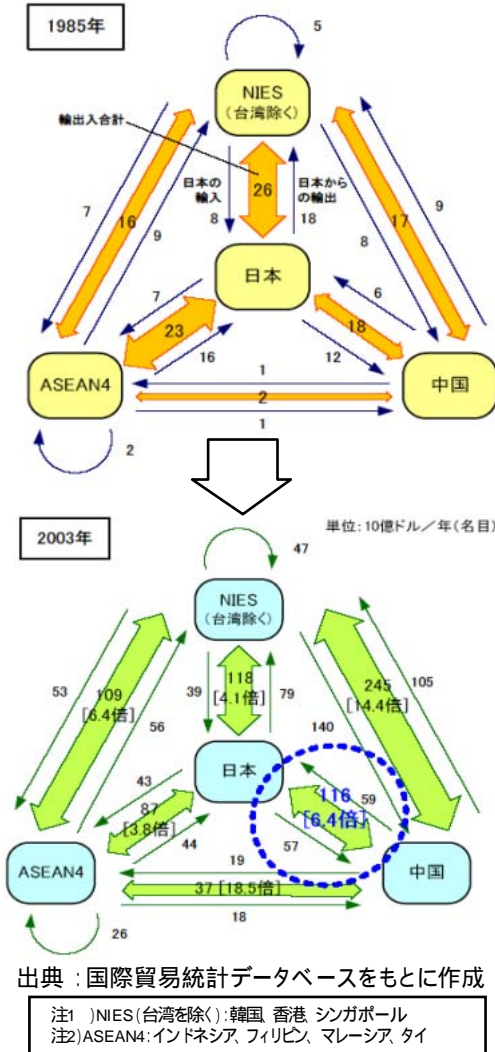 1985年
5
NIES
(台湾除く)
輸出入合計
日本の
輸入
8
26
日本から
の輸出
18
7
16
9
17
9
8
日本
7
23
16
6
18
12
ASEAN4
1
2
1
中国
2
2003年
単位：10億ドル／年(名目)
47
NIES
(台湾除く)
53
109
[6.4倍]
56
39
118
[4.1倍]
79
245
[14.4倍]
105
140
日本
43
87
[3.8倍]
44
116
[6.4倍]
59
57
ASEAN4
19
37 [18.5倍]
18
中国
26
出典：国際貿易統計データベースをもとに作成
注1 )NIES(台湾を除く)：韓国、香港、シンガポール
注2)ASEAN4：インドネシア、フィリピン、マレーシア、タイ